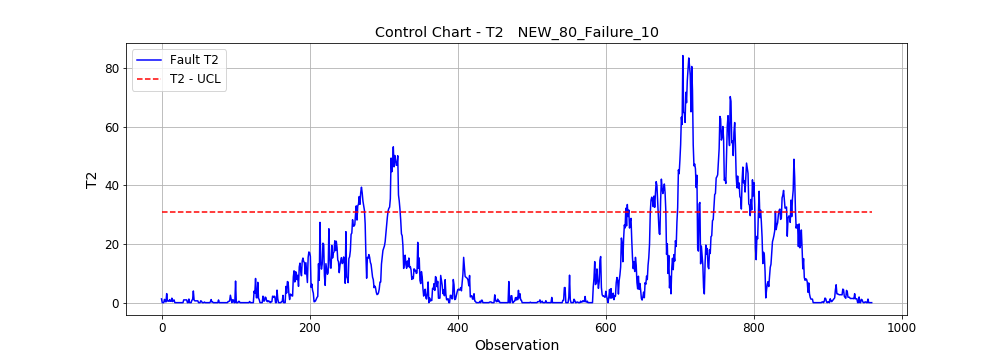 Control Chart - T2   NEW_80_Failure_10
Fault T2
T2 - UCL
T2
80
60
40
20
0
0 200 400 600 800 1000
Observation